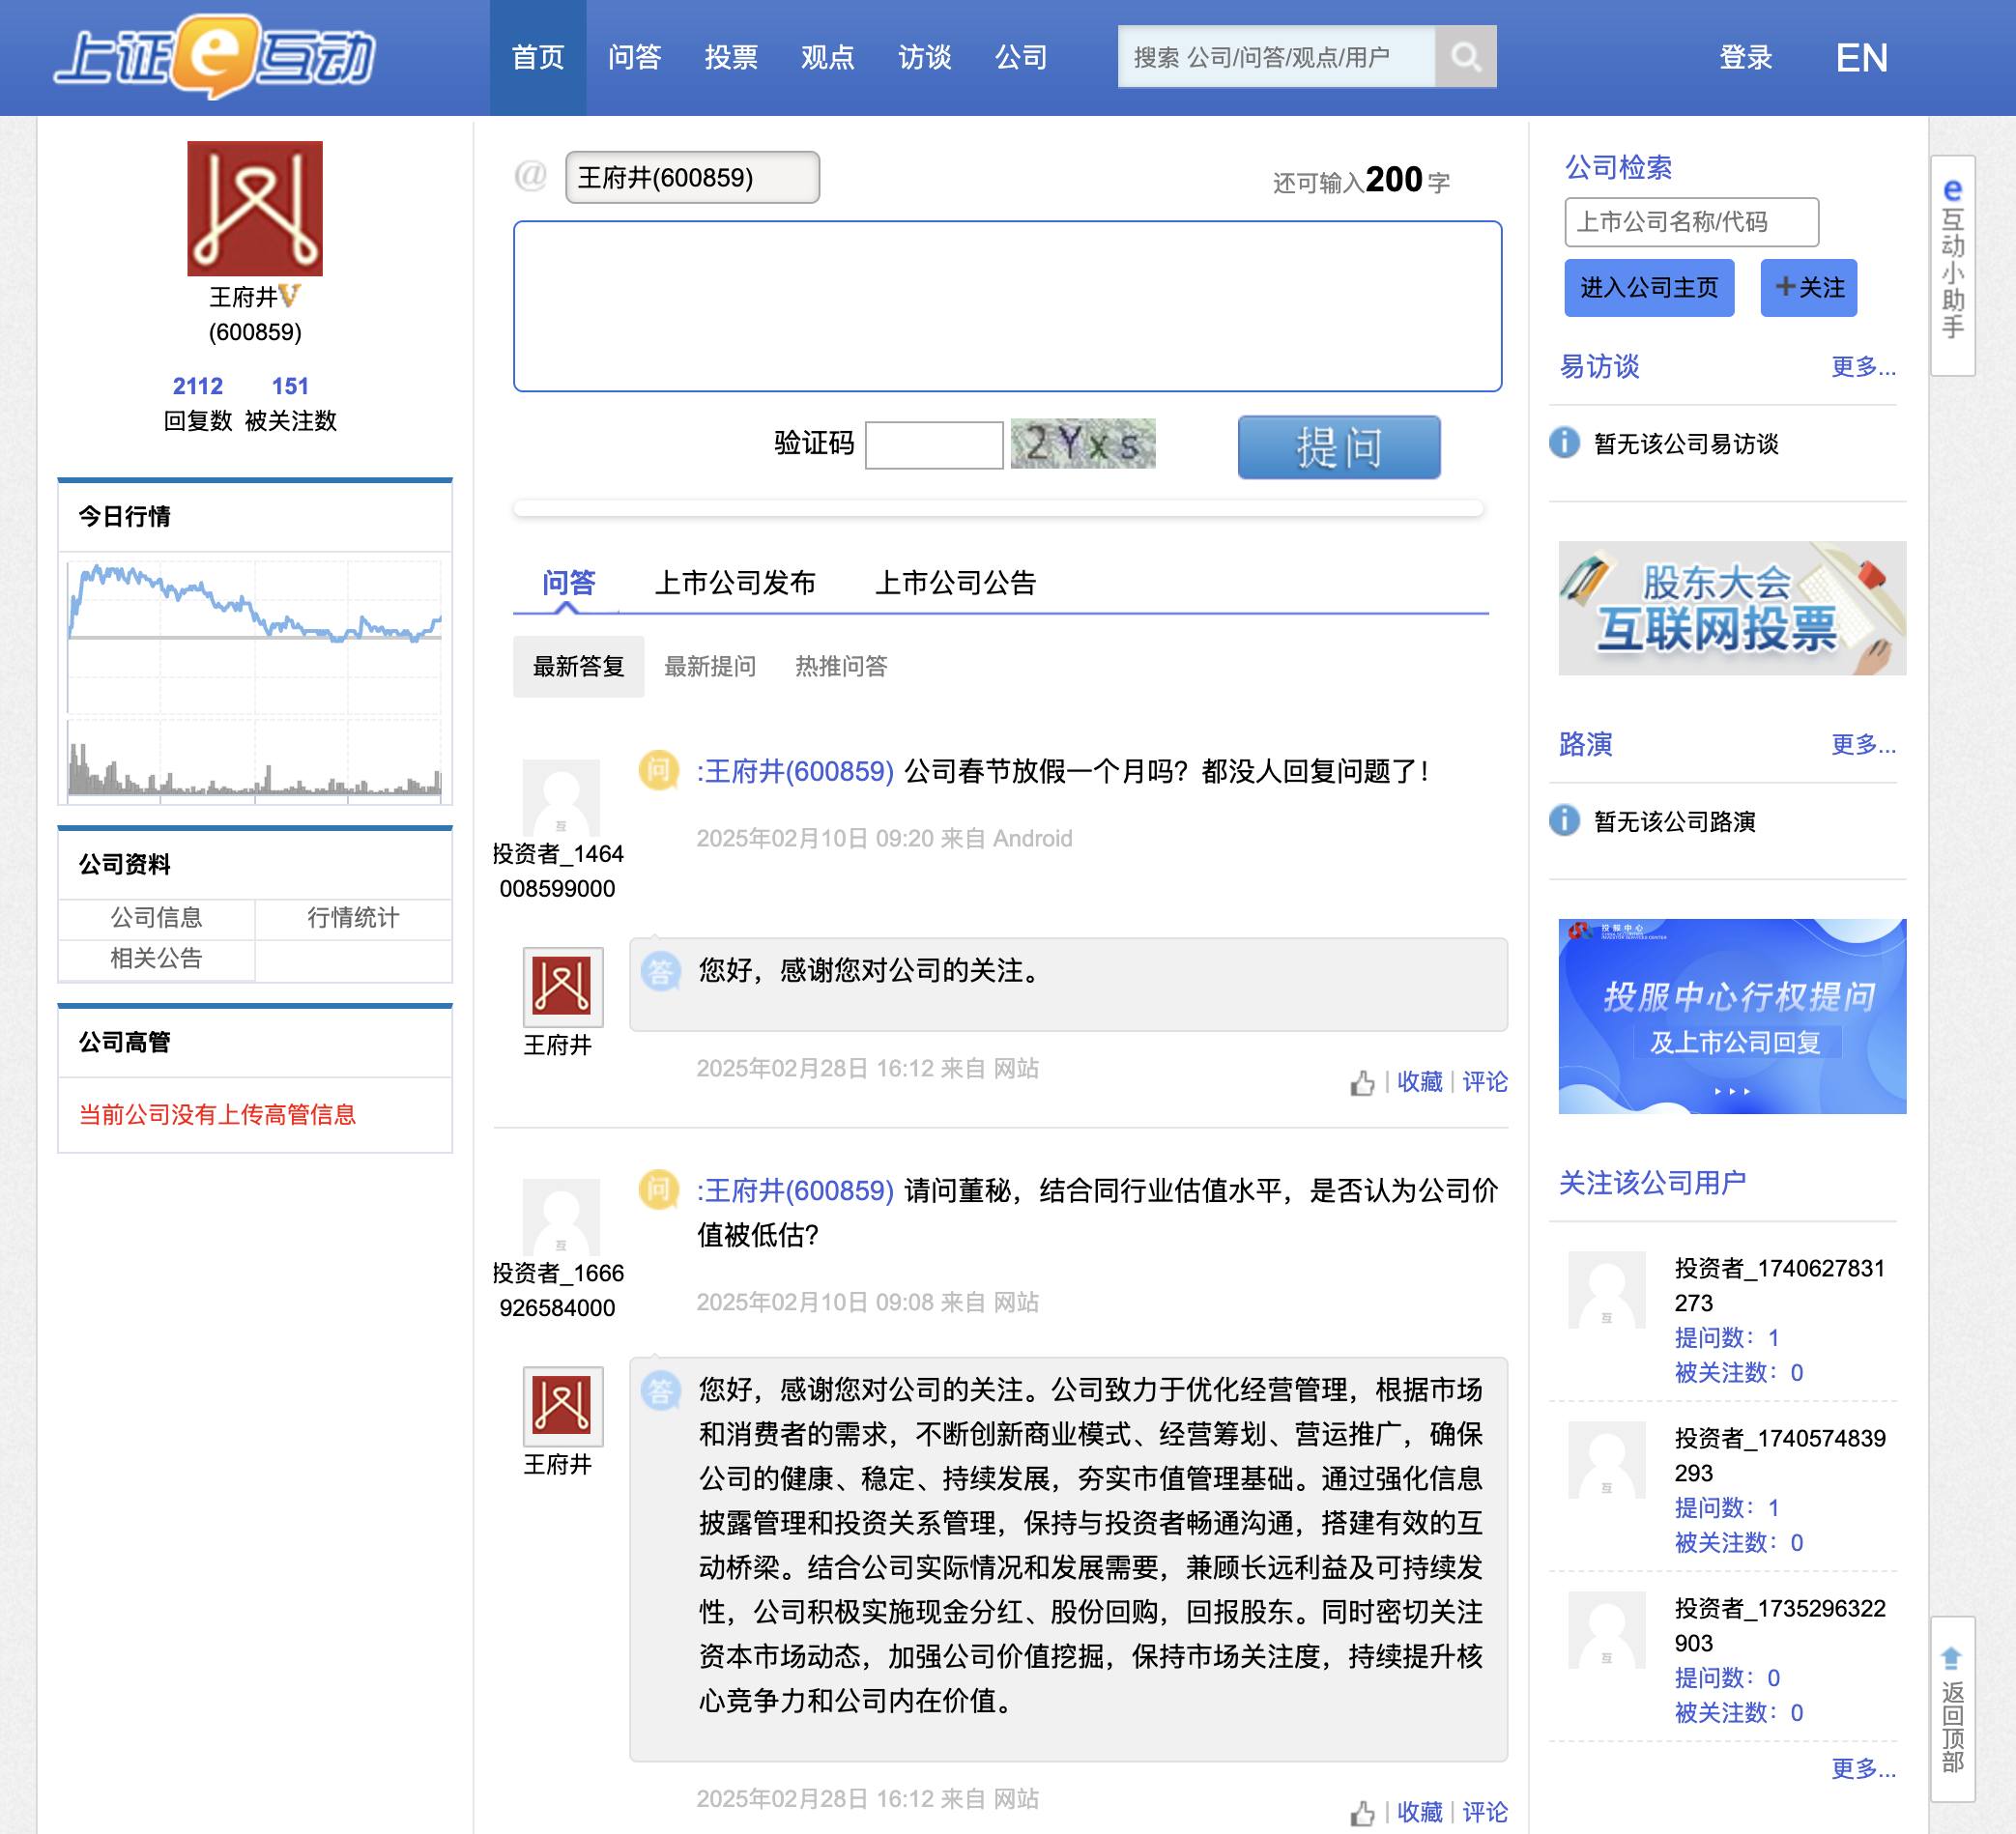 上证e互动
首页 问答 投票 观点 访谈 公司
搜索 公司/问答/观点/用户
登录 EN
王府井V
(600859)
2112 151
回复数 被关注数
今日行情
公司资料
公司信息 行情统计
相关公告
公司高管
当前公司没有上传高管信息
@ 王府井(600859)
还可输入200字
验证码 2Yxs 提问
问答 上市公司发布 上市公司公告
最新答复 最新提问 热推问答
互
投资者_1464
008599000
问 :王府井(600859) 公司春节放假一个月吗？都没人回复问题了！
2025年02月10日 09:20 来自 Android
王府井
答 您好，感谢您对公司的关注。
2025年02月28日 16:12 来自 网站
| 收藏 | 评论
互
投资者_1666
926584000
问 :王府井(600859) 请问董秘，结合同行业估值水平，是否认为公司价
值被低估?
2025年02月10日 09:08 来自 网站
王府井
答 您好，感谢您对公司的关注。公司致力于优化经营管理，根据市场
和消费者的需求，不断创新商业模式、经营筹划、营运推广，确保
公司的健康、稳定、持续发展，夯实市值管理基础。通过强化信息
披露管理和投资关系管理，保持与投资者畅通沟通，搭建有效的互
动桥梁。结合公司实际情况和发展需要，兼顾长远利益及可持续发
性，公司积极实施现金分红、股份回购，回报股东。同时密切关注
资本市场动态，加强公司价值挖掘，保持市场关注度，持续提升核
心竞争力和公司内在价值。
2025年02月28日 16:12 来自 网站
| 收藏 | 评论
公司检索
上市公司名称/代码
进入公司主页 +关注
易访谈 更多...
暂无该公司易访谈
股东大会
互联网投票
路演 更多...
暂无该公司路演
投服中心
投服中心行权提问
及上市公司回复
关注该公司用户
互
投资者_1740627831
273
提问数：1
被关注数：0
互
投资者_1740574839
293
提问数：1
被关注数：0
互
投资者_1735296322
903
提问数：0
被关注数：0
更多...
e互动小助手
返回顶部